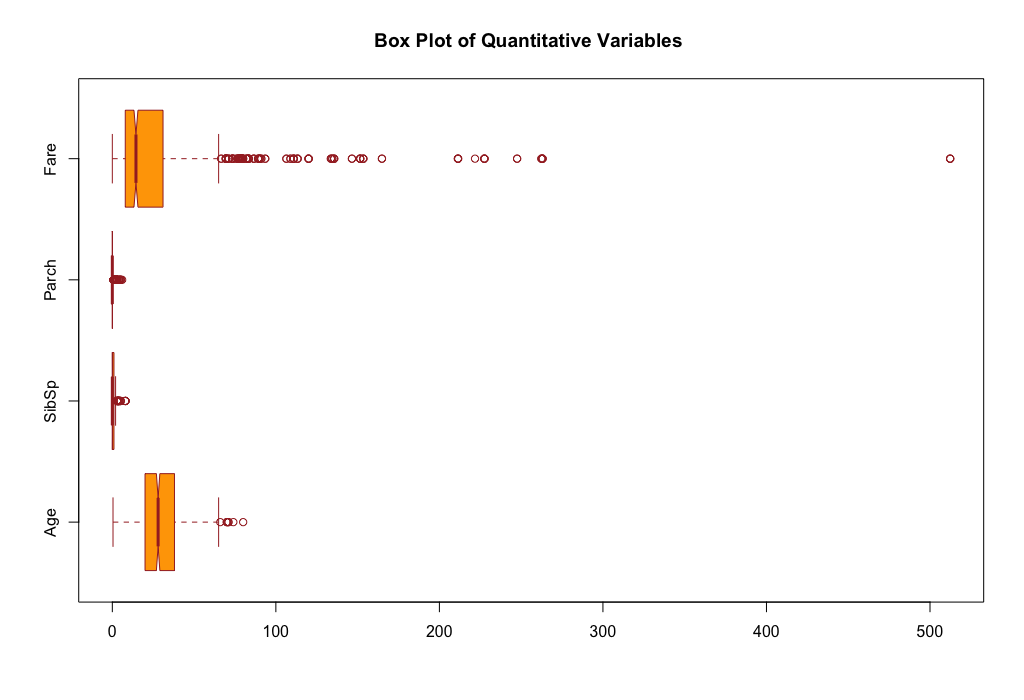 Box Plot of Quantitative Variables
Fare
Parch
SibSp
Age
0 100 200 300 400 500